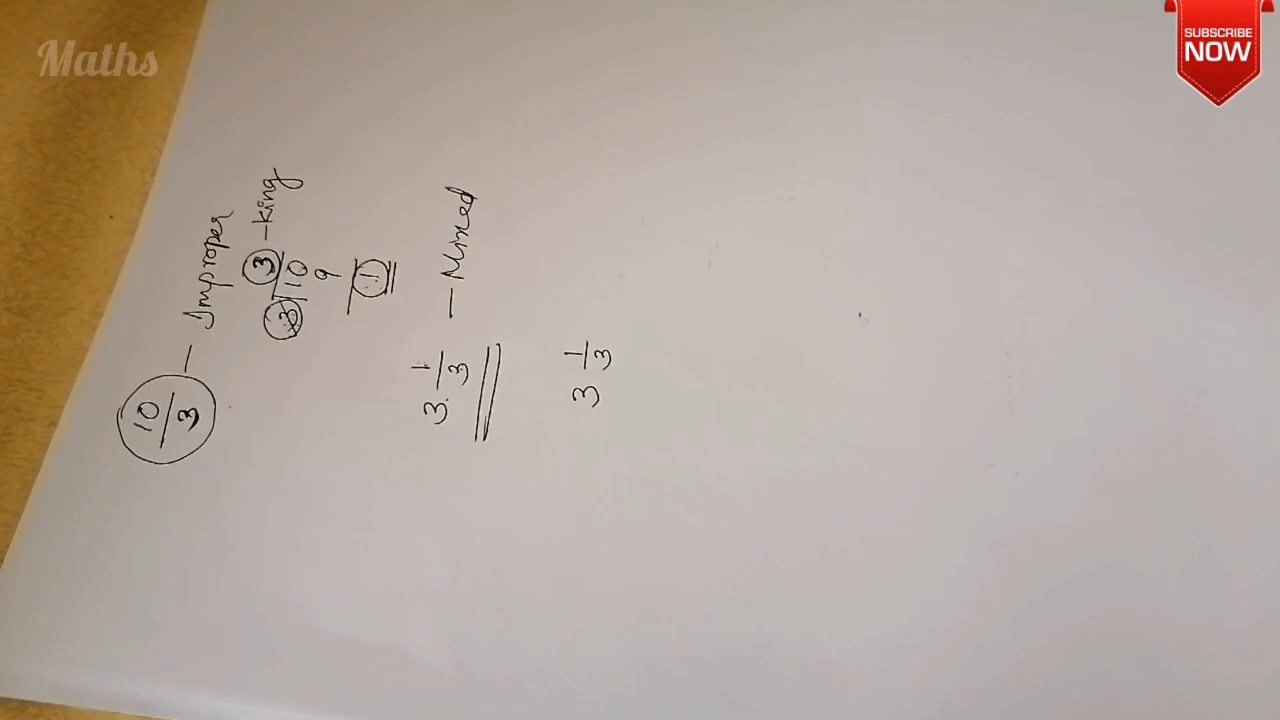 Maths
SUBSCRIBE
NOW
10/3 — Improper
3 - king
3 10
9
1
3 1/3 — Mixed
3 1/3